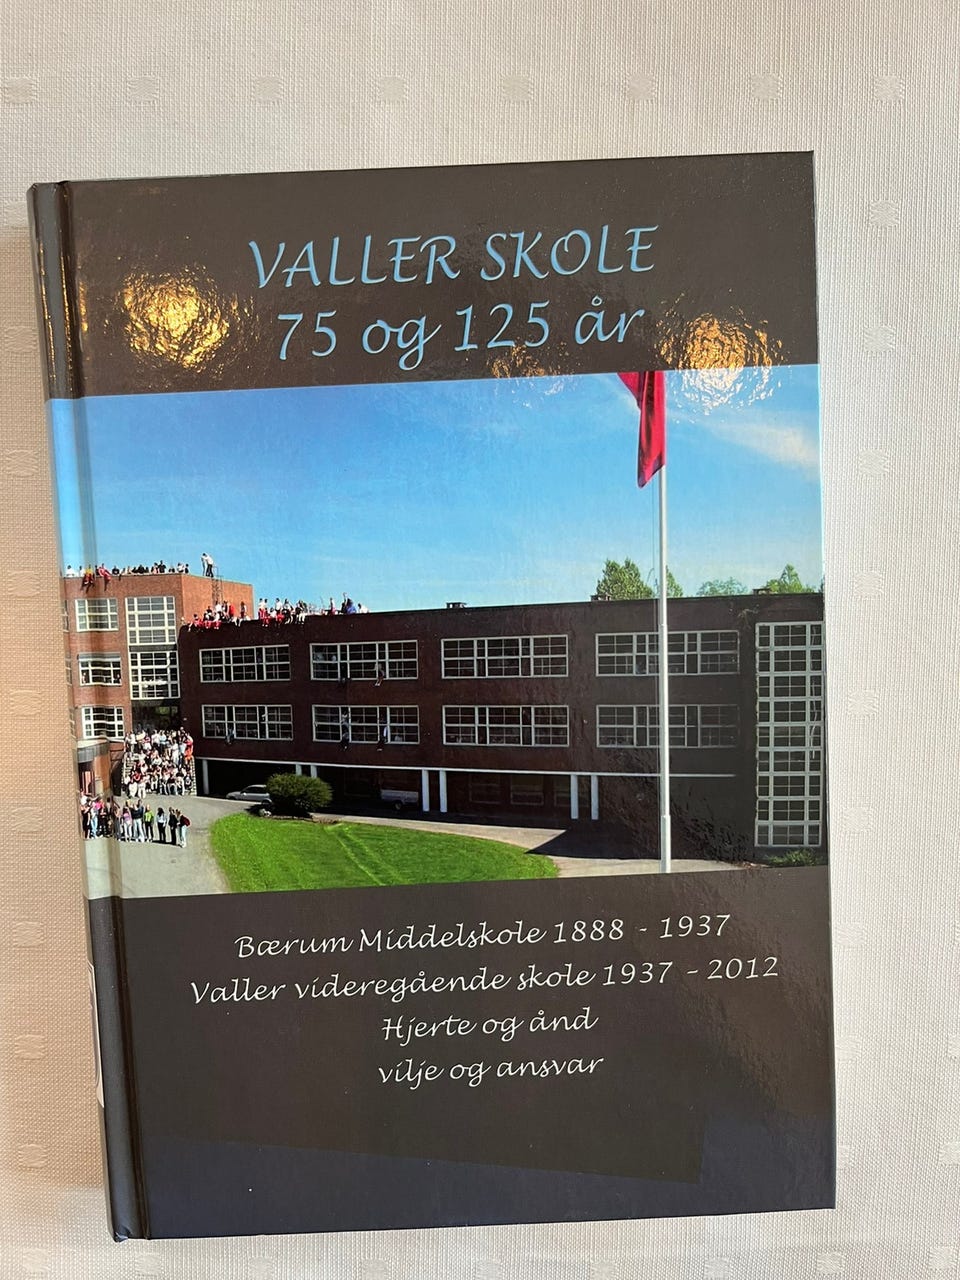 VALLER SKOLE
75 og 125 år
Bærum Middelskole 1888 - 1937
Valler videregående skole 1937 - 2012
Hjerte og ånd
vilje og ansvar